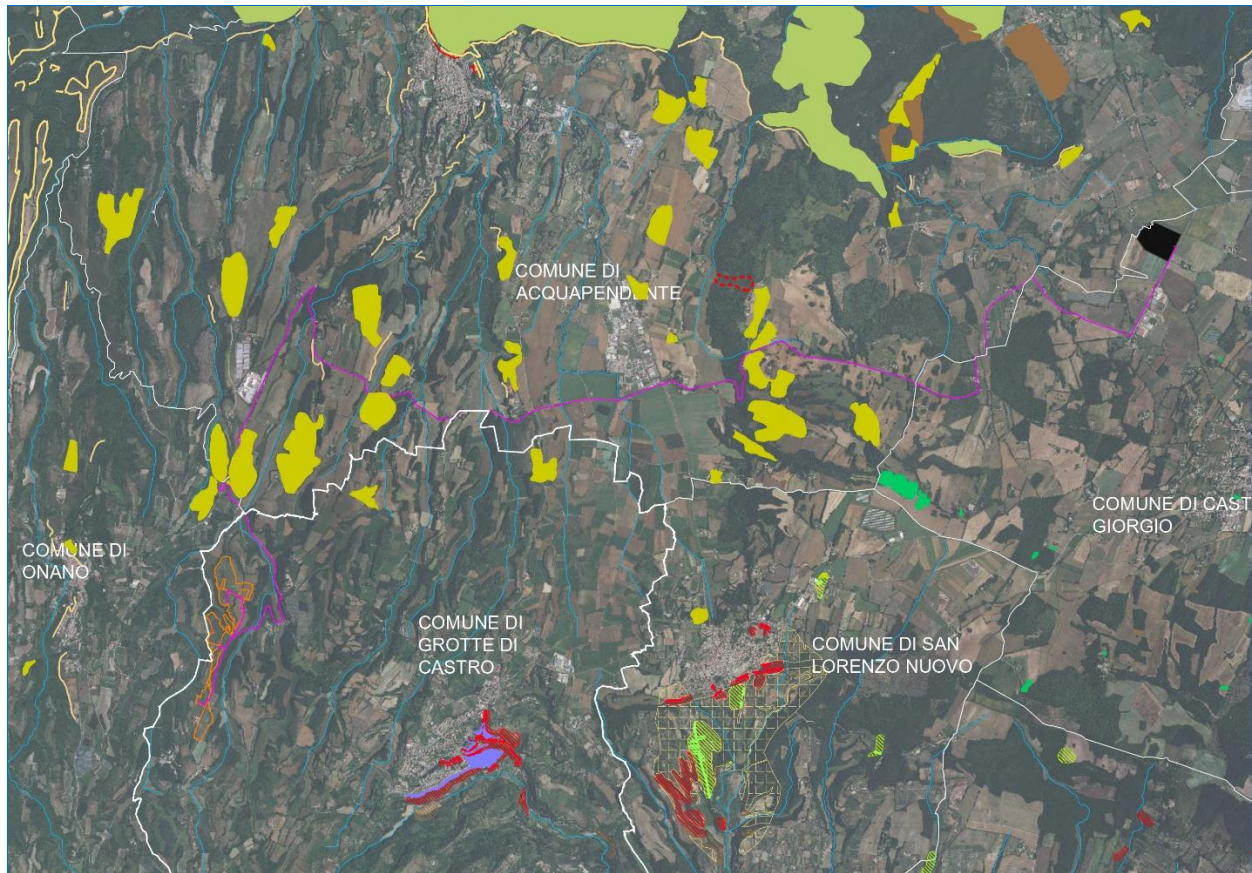 COMUNE DI
ACQUAPENDENTE
COMUNE DI CAST
GIORGIO
COMUNE DI
ONANO
COMUNE DI
GROTTE DI
CASTRO
COMUNE DI SAN
LORENZO NUOVO